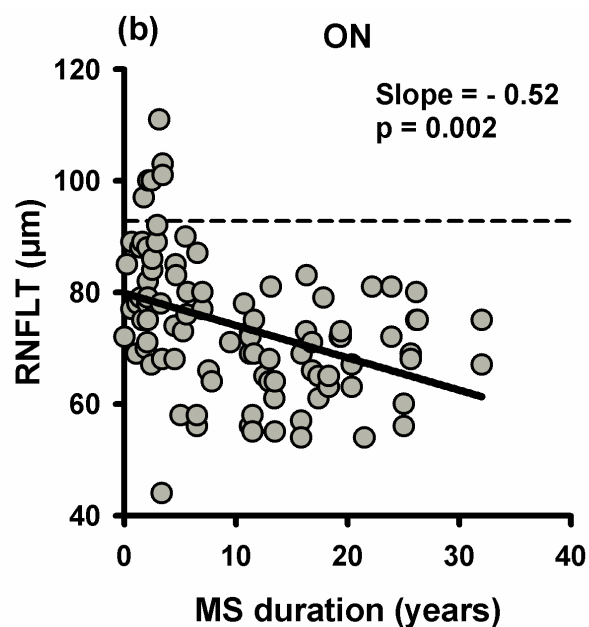 (b) ON
Slope = - 0.52
p = 0.002
120
100
80
60
40
RNFLT (µm)
0 10 20 30 40
MS duration (years)